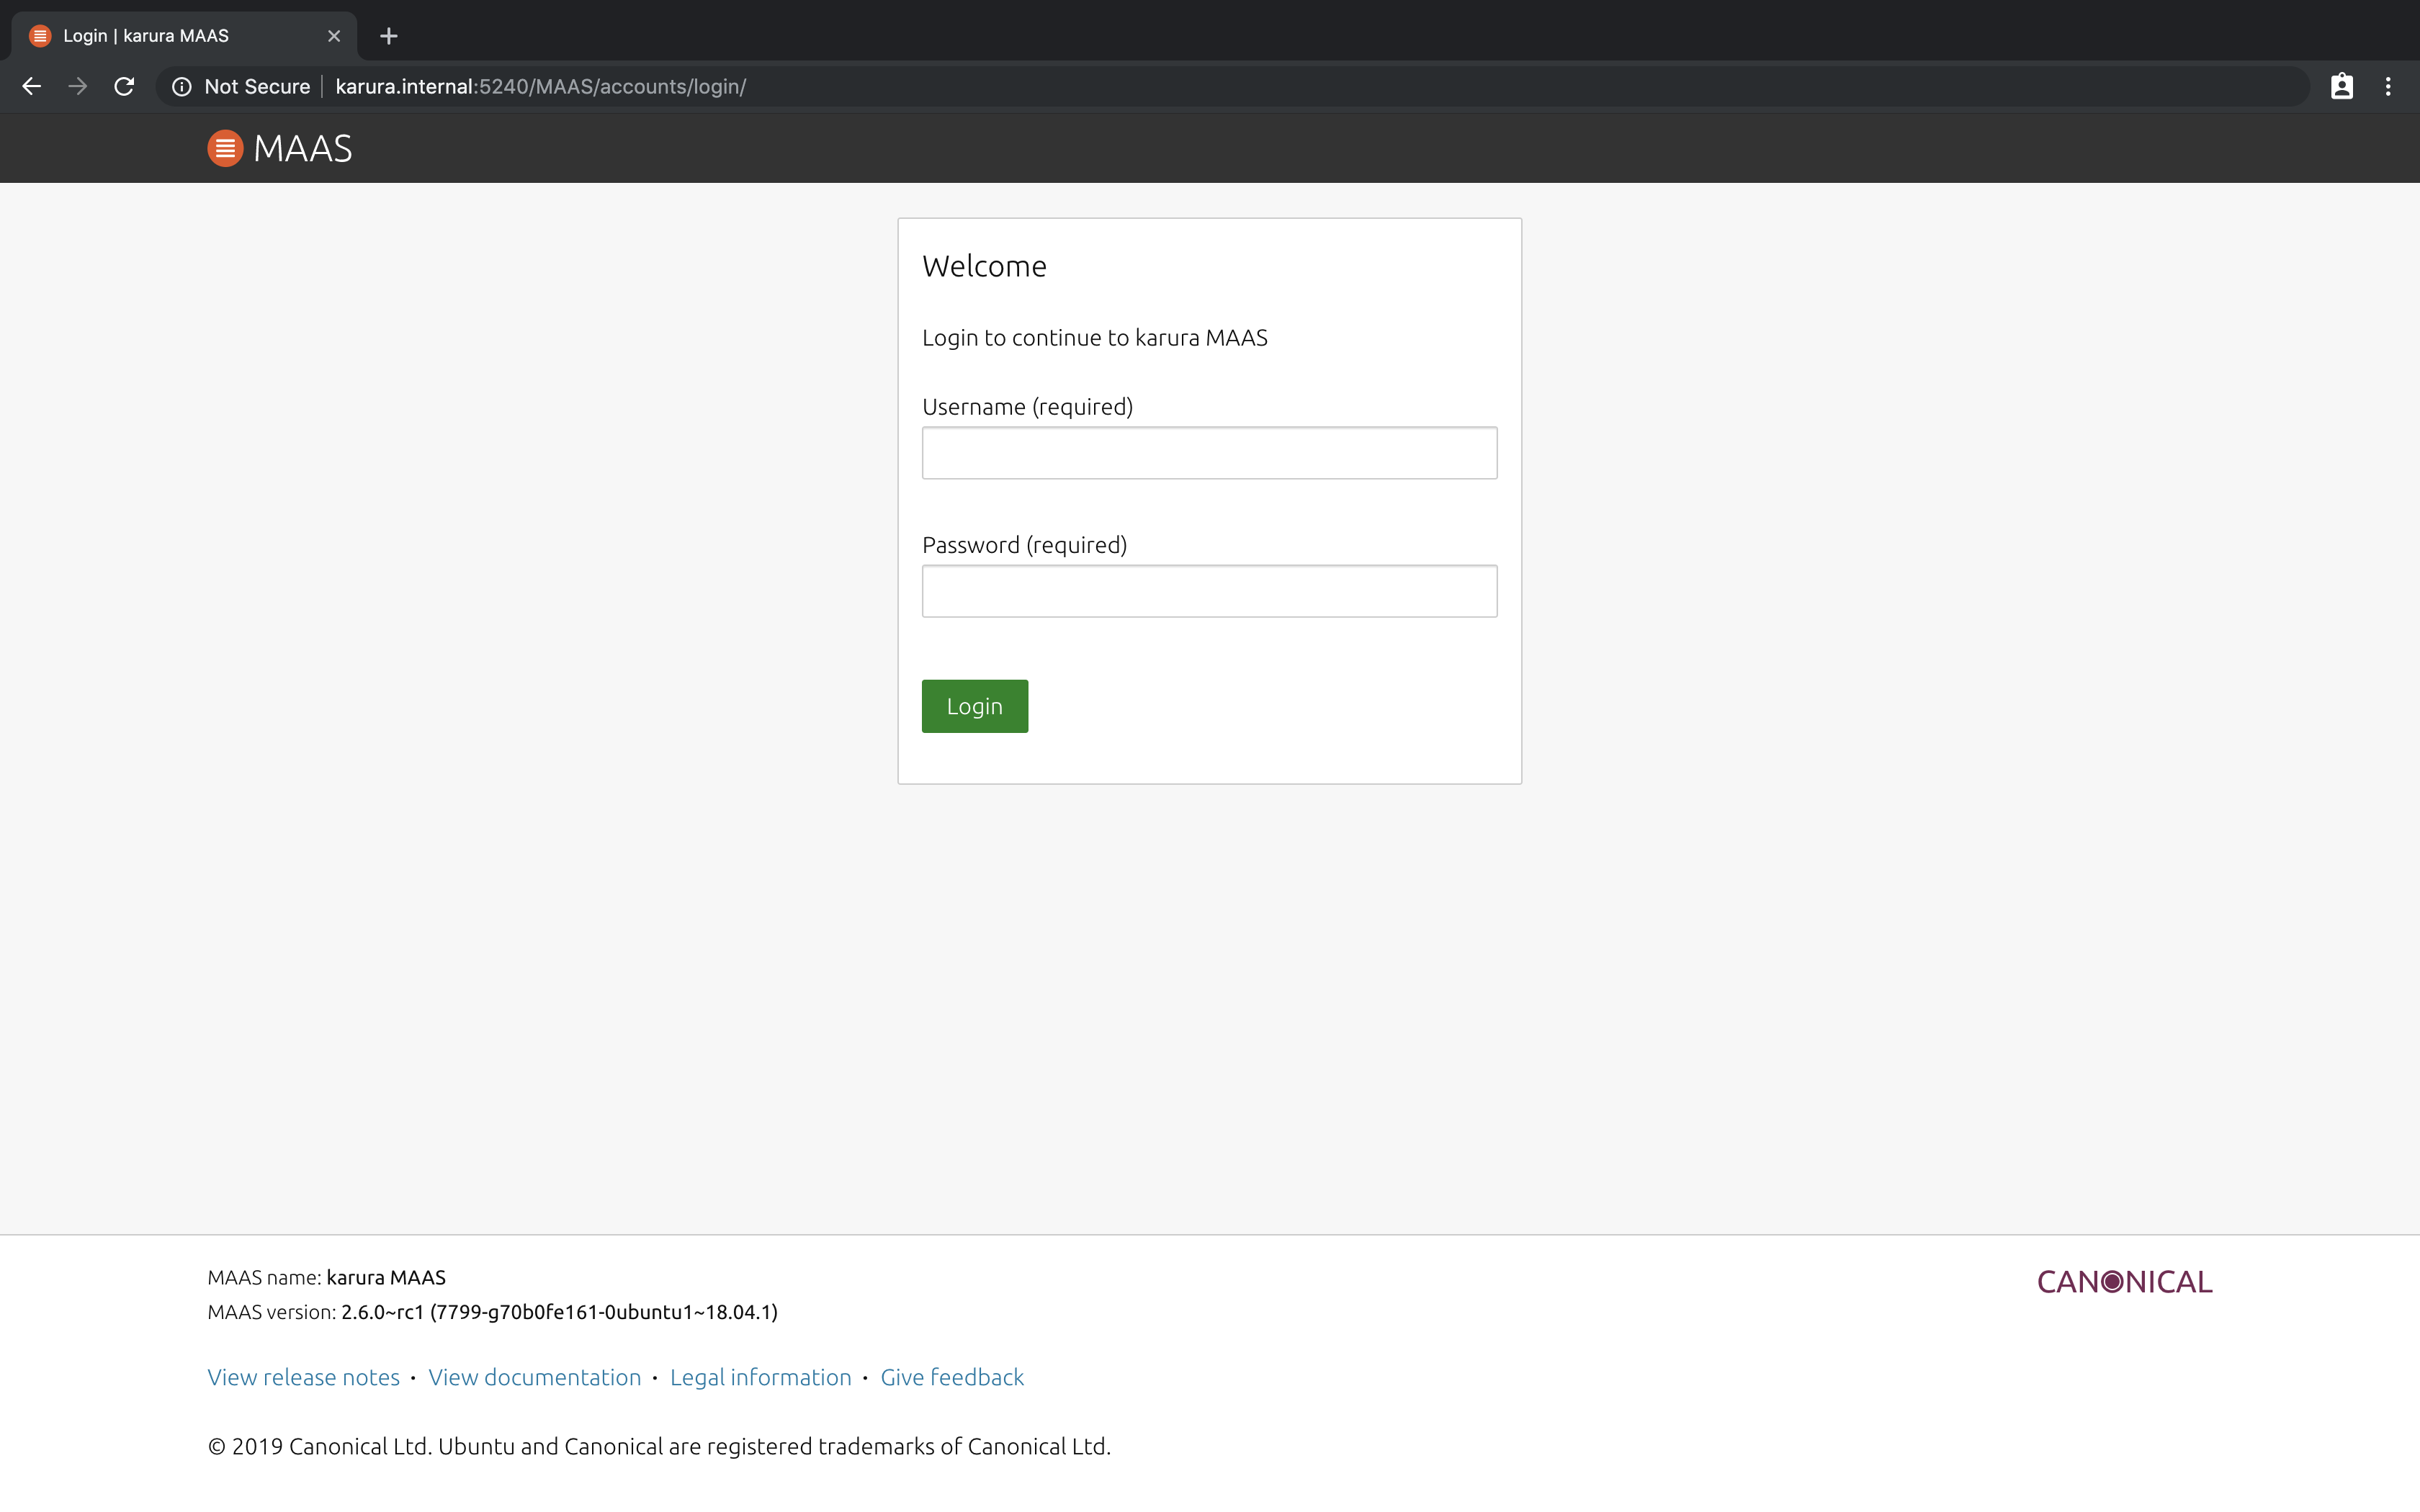 Login | karura MAAS
Not Secure | karura.internal:5240/MAAS/accounts/login/
MAAS
Welcome
Login to continue to karura MAAS
Username (required)
Password (required)
Login
MAAS name: karura MAAS
CANONICAL
MAAS version: 2.6.0~rc1 (7799-g70b0fe161-0ubuntu1~18.04.1)
View release notes · View documentation · Legal information · Give feedback
© 2019 Canonical Ltd. Ubuntu and Canonical are registered trademarks of Canonical Ltd.